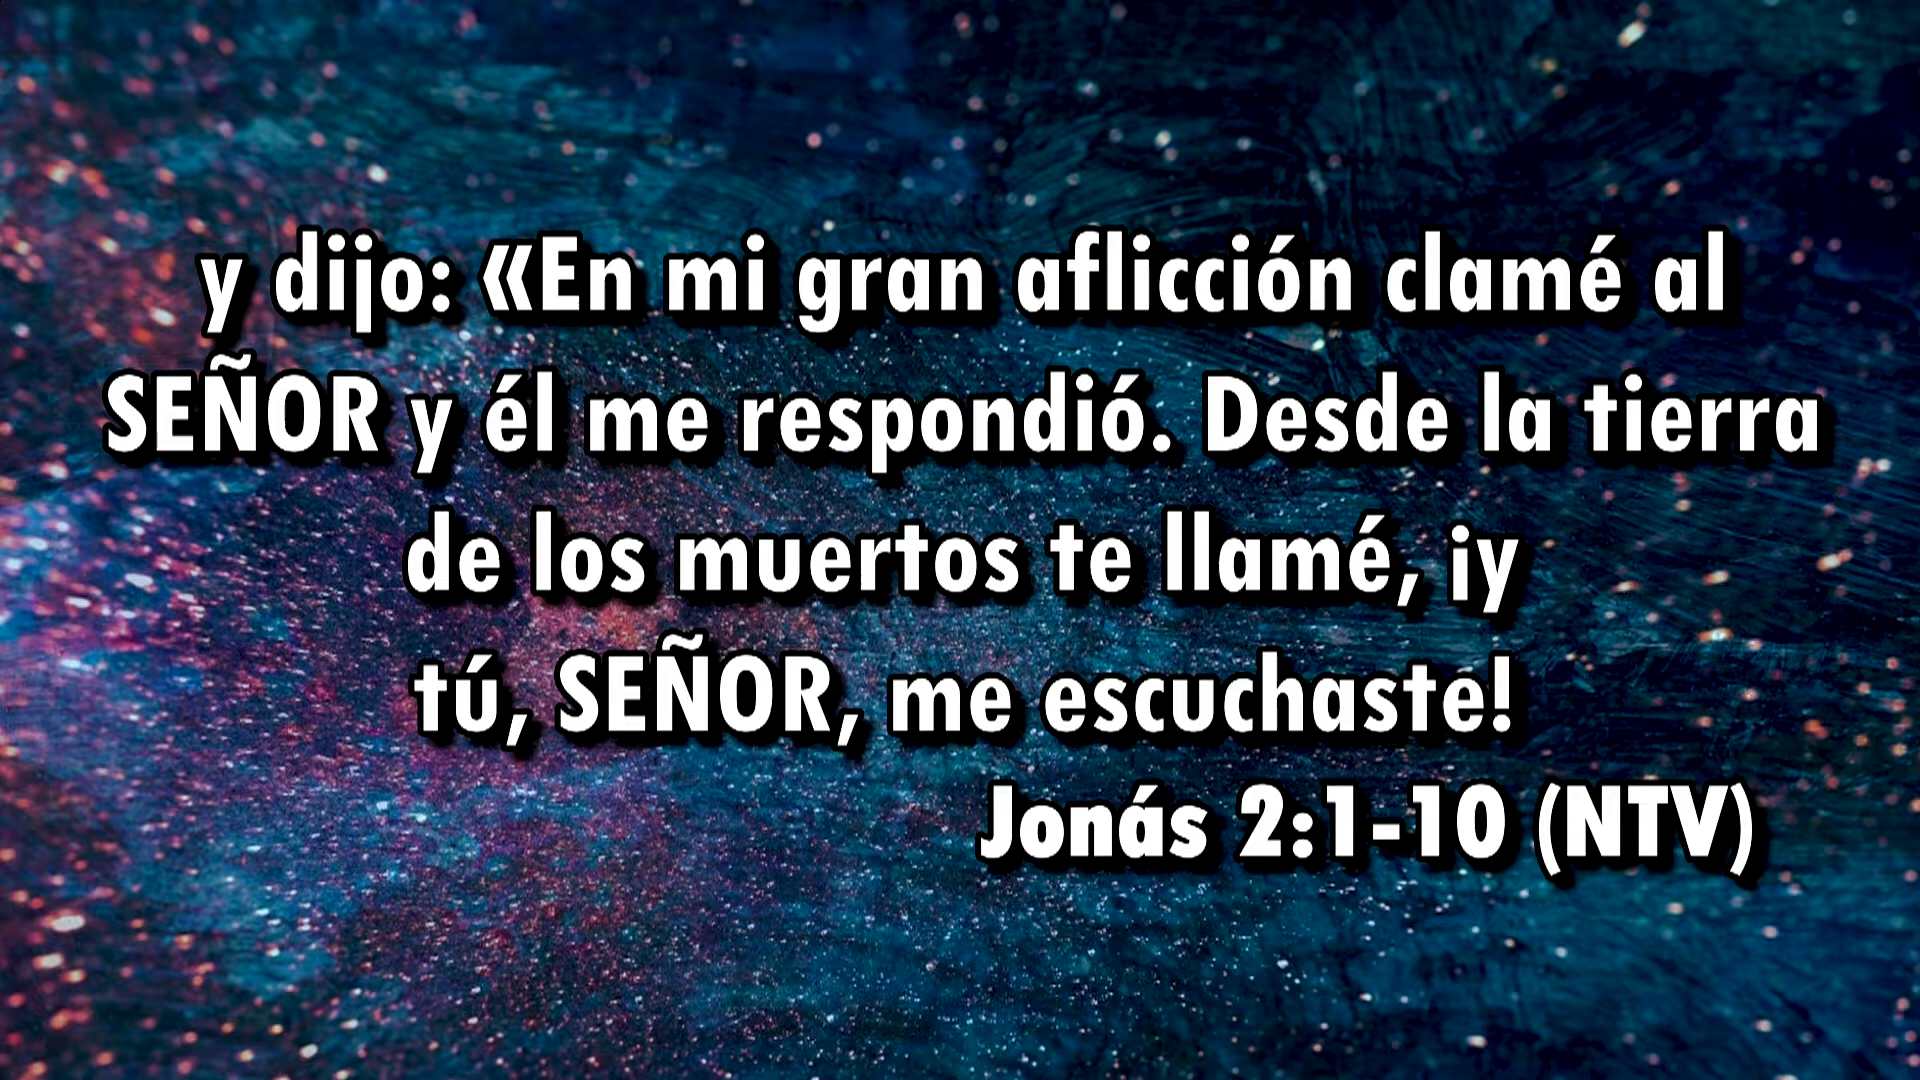 y dijo: «En mi gran aflicción clamé al
SEÑOR y él me respondió. Desde la tierra
de los muertos te llamé, ¡y
tú, SEÑOR, me escuchaste!
Jonás 2:1-10 (NTV)